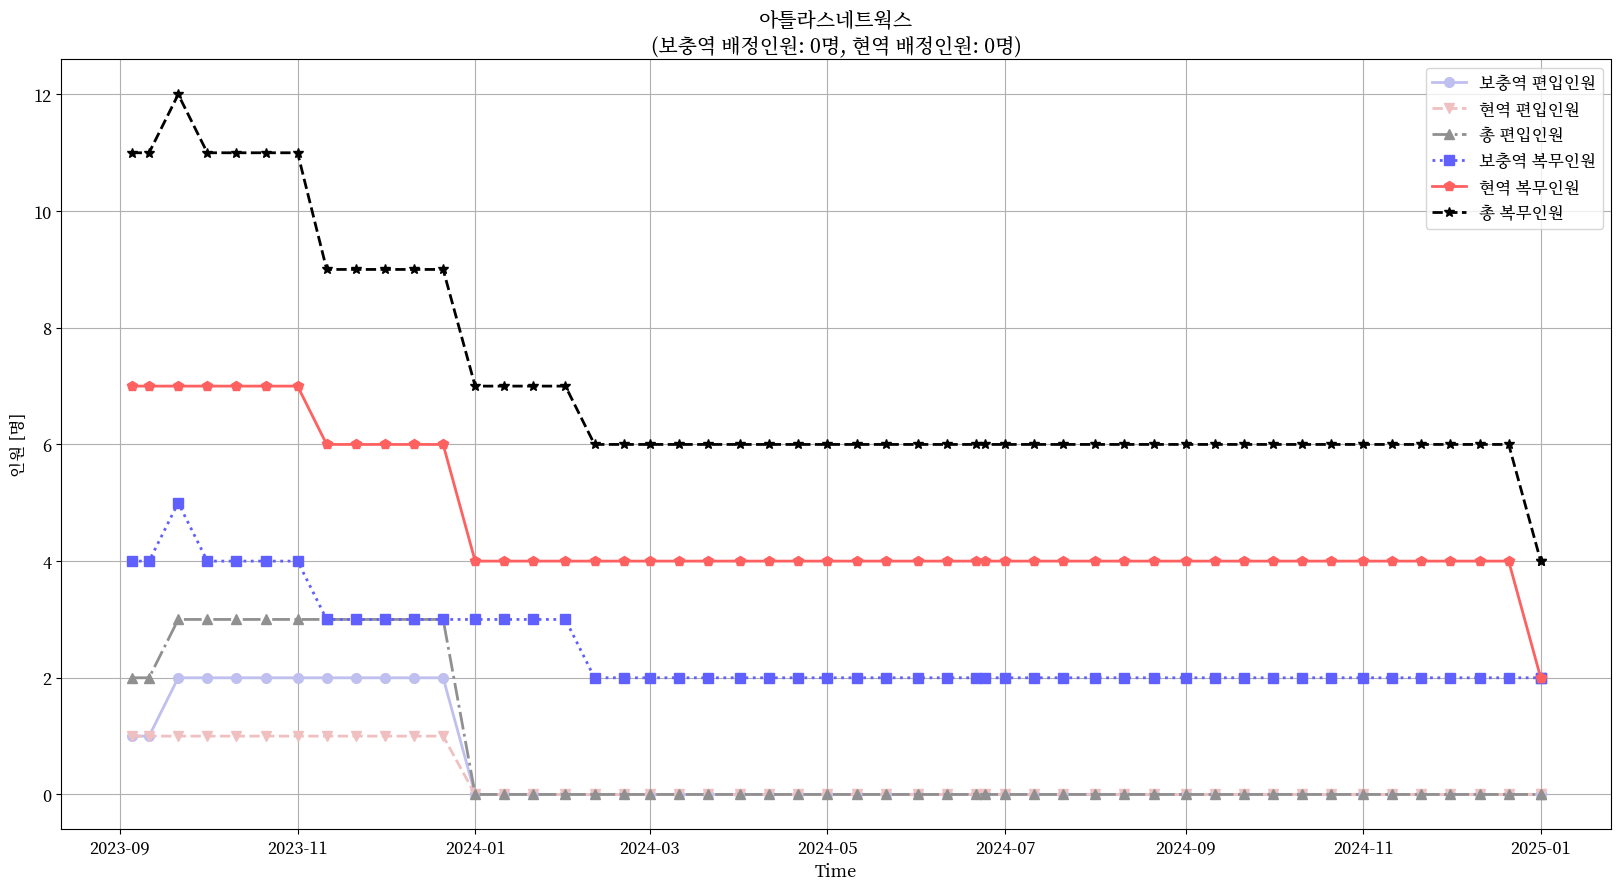 아틀라스네트웍스
(보충역 배정인원: 0명, 현역 배정인원: 0명)
12
10
8
6
4
2
0
인원 [명]
보충역 편입인원
현역 편입인원
총 편입인원
보충역 복무인원
현역 복무인원
총 복무인원
2023-09 2023-11 2024-01 2024-03 2024-05 2024-07 2024-09 2024-11 2025-01
Time